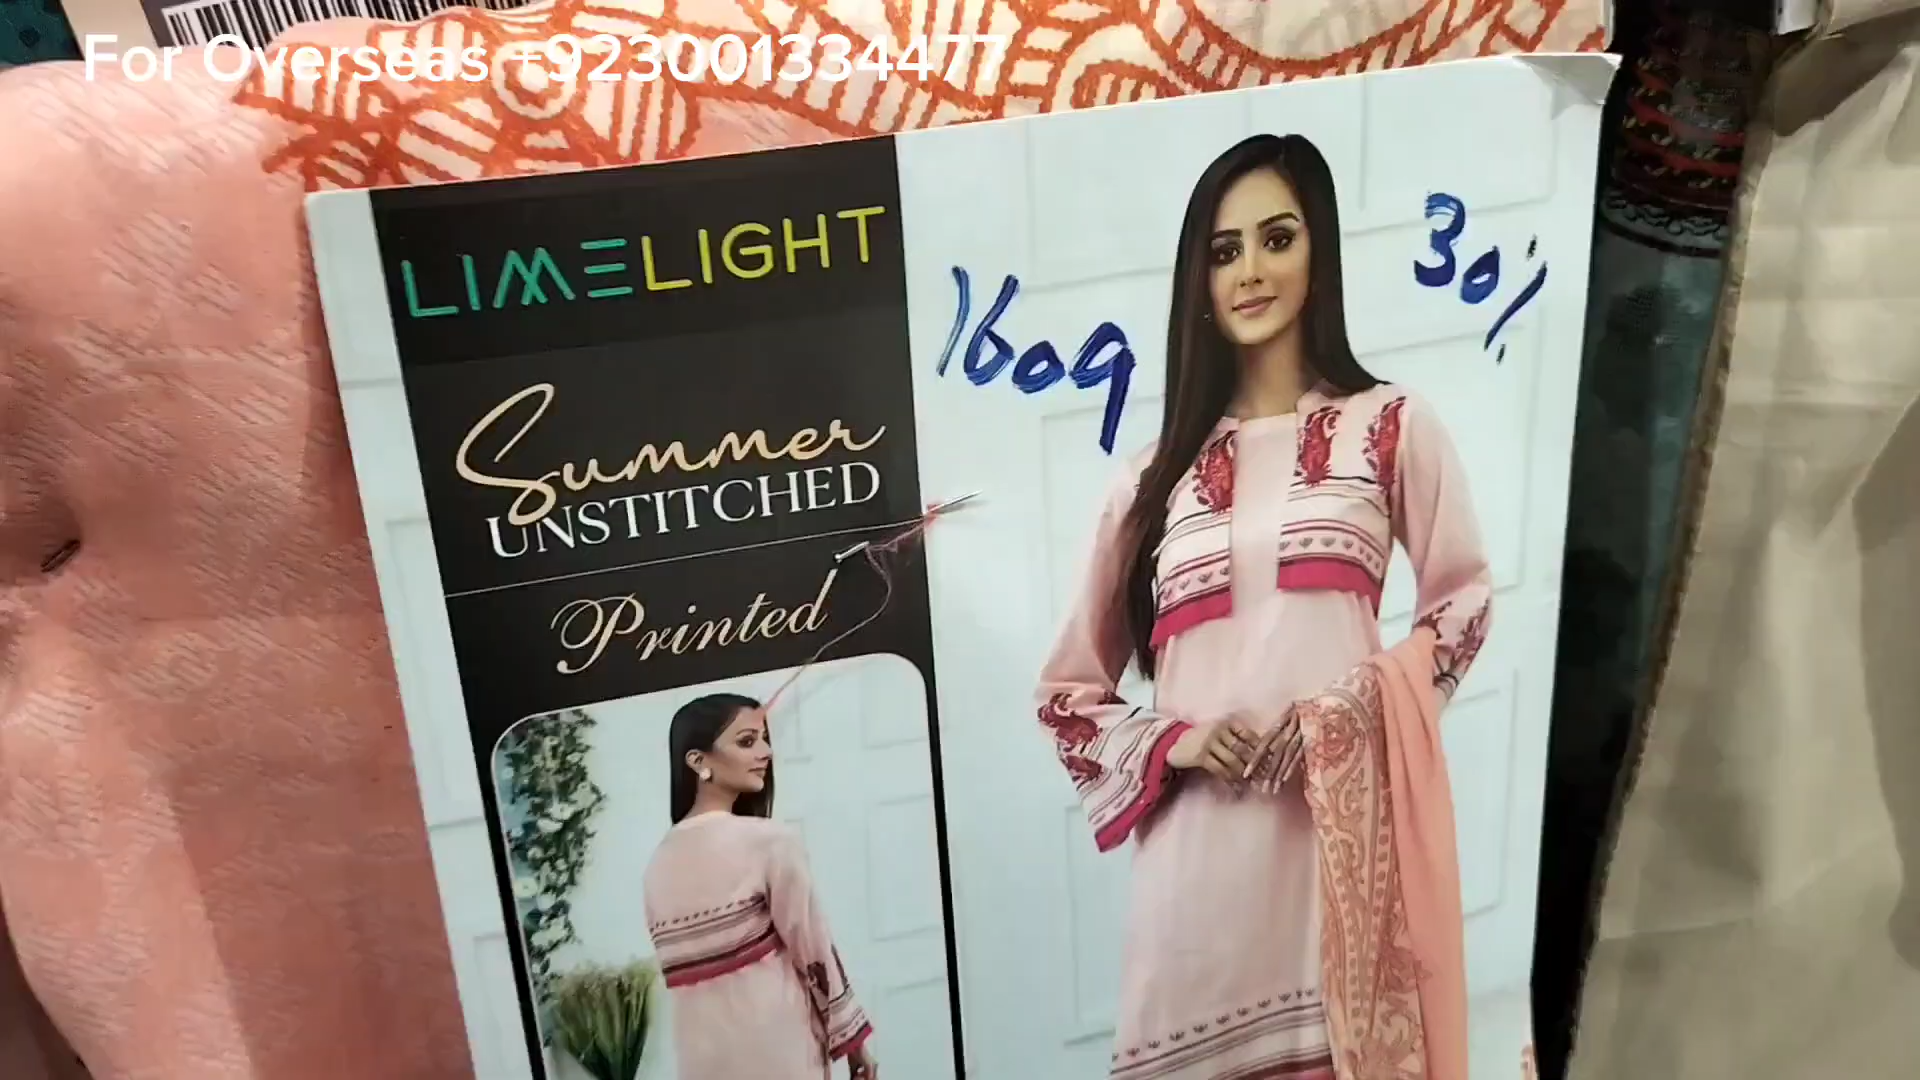 For Overseas +923001334477
LIMELIGHT
1609
30%
Summer
UNSTITCHED
Printed